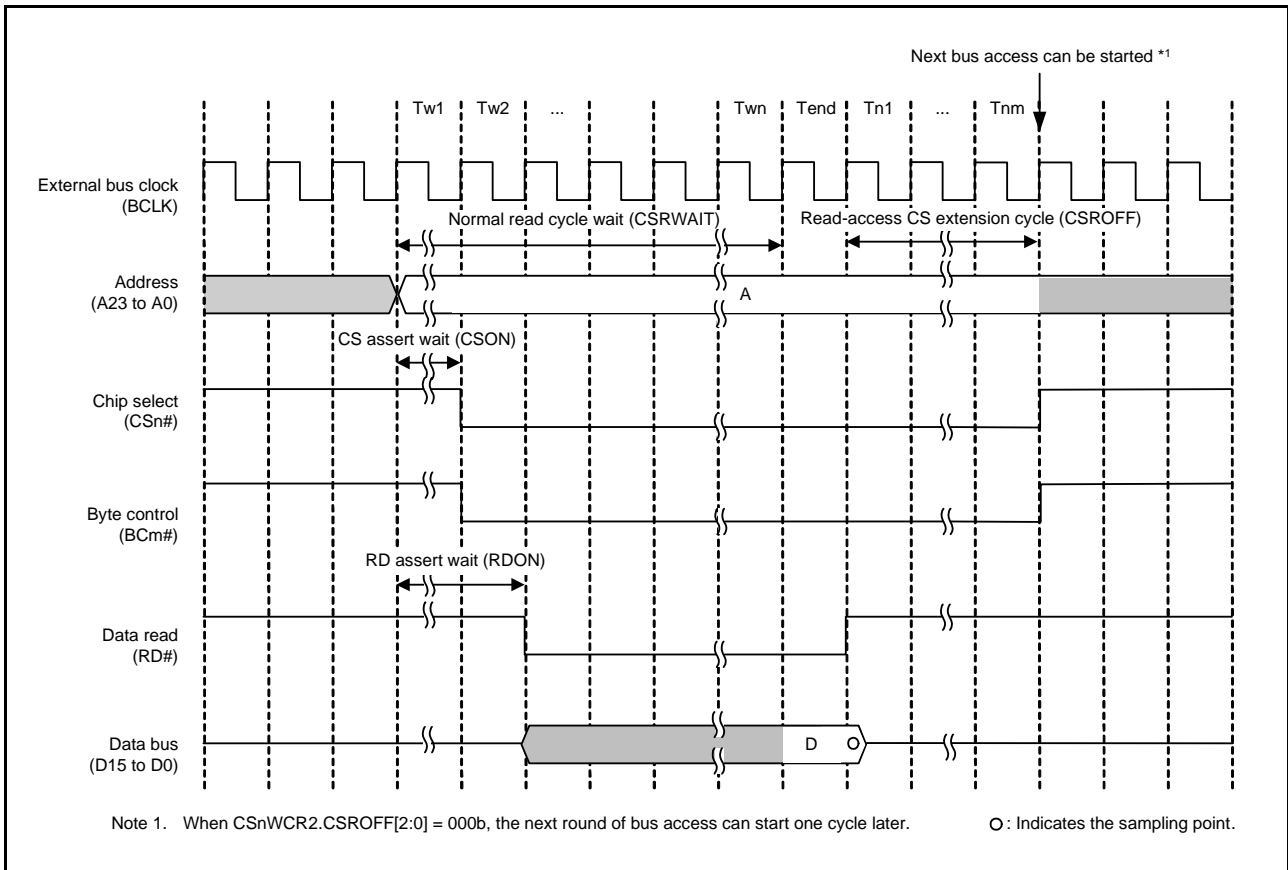 Next bus access can be started *1
Tw1 Tw2 ... Twn Tend Tn1 ... Tnm
External bus clock
(BCLK)
Normal read cycle wait (CSRWAIT)
Read-access CS extension cycle (CSROFF)
Address
(A23 to A0)
A
CS assert wait (CSON)
Chip select
(CSn#)
Byte control
(BCm#)
RD assert wait (RDON)
Data read
(RD#)
Data bus
(D15 to D0)
D
Note 1. When CSnWCR2.CSROFF[2:0] = 000b, the next round of bus access can start one cycle later.
: Indicates the sampling point.